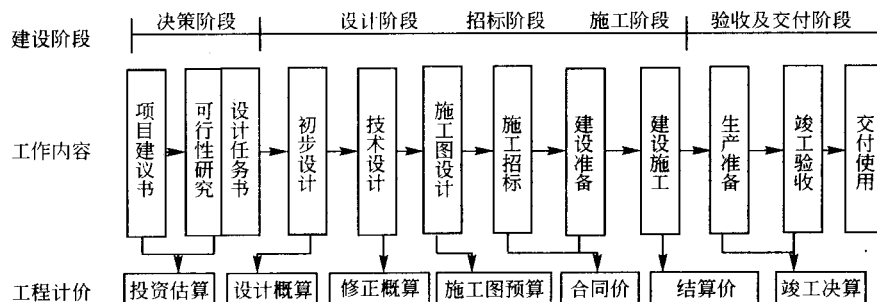 决策阶段 设计阶段 招标阶段 施工阶段 验收及交付阶段
建设阶段
工作内容
项目建议书
可行性研究
设计任务书
初步设计
技术设计
施工图设计
施工招标
建设准备
建设施工
生产准备
竣工验收
交付使用
工程计价 投资估算 设计概算 修正概算 施工图预算 合同价 结算价 竣工决算